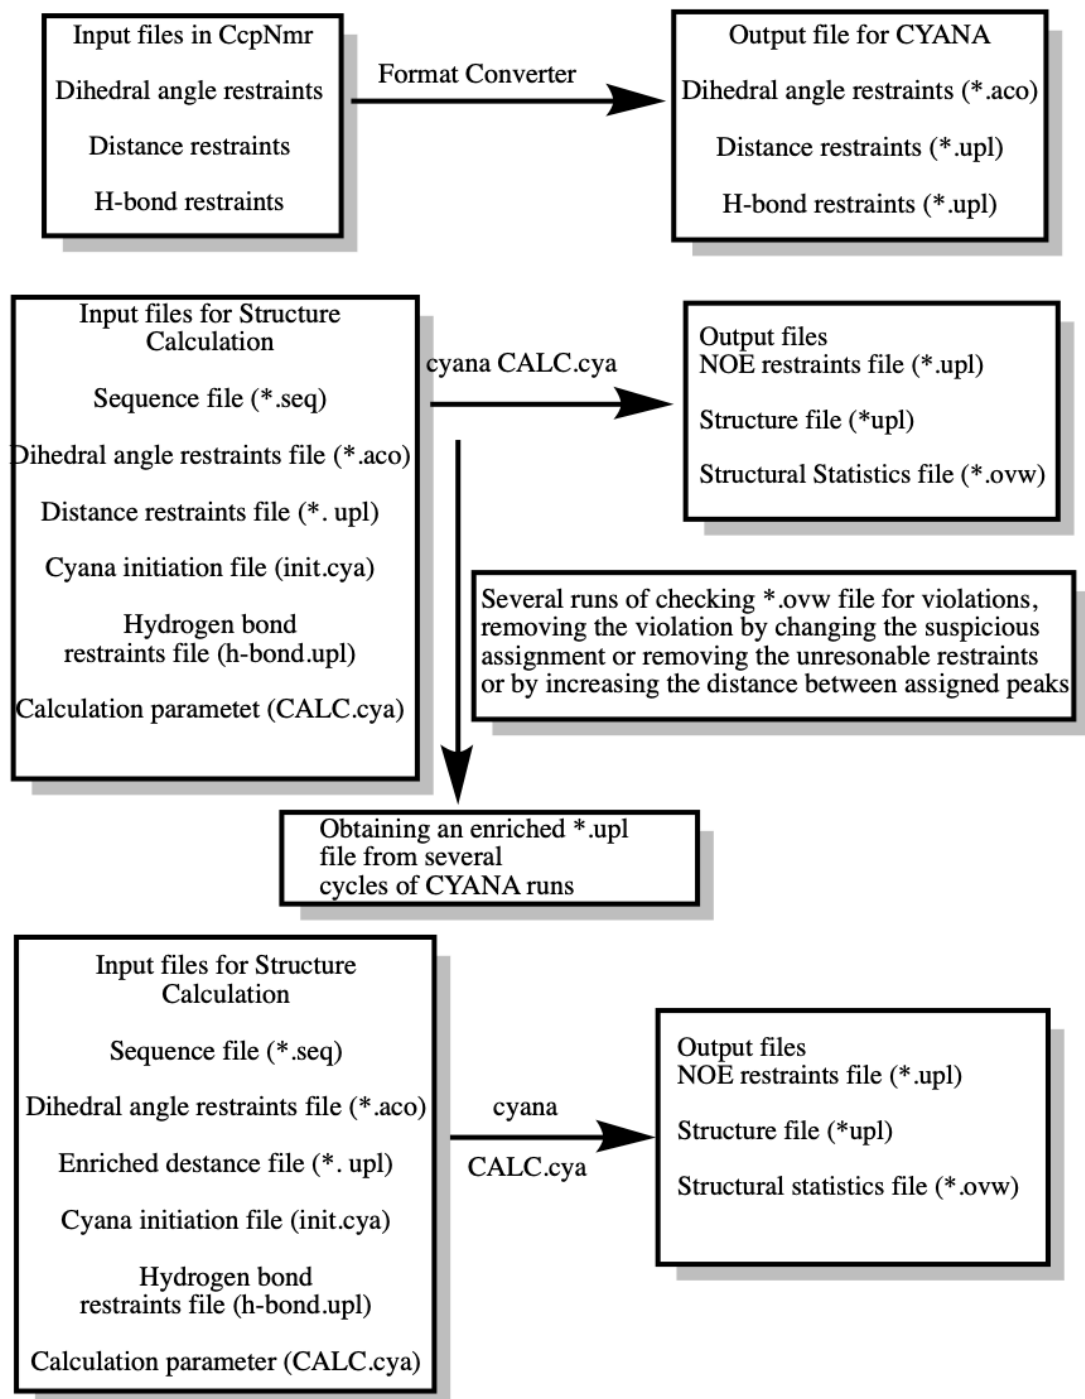 Input files in CcpNmr
Dihedral angle restraints
Distance restraints
H-bond restraints
Format Converter
Output file for CYANA
Dihedral angle restraints (*.aco)
Distance restraints (*.upl)
H-bond restraints (*.upl)
Input files for Structure
Calculation
Sequence file (*.seq)
Dihedral angle restraints file (*.aco)
Distance restraints file (*. upl)
Cyana initiation file (init.cya)
Hydrogen bond
restraints file (h-bond.upl)
Calculation parametet (CALC.cya)
cyana CALC.cya
Output files
NOE restraints file (*.upl)
Structure file (*upl)
Structural Statistics file (*.ovw)
Several runs of checking *.ovw file for violations,
removing the violation by changing the suspicious
assignment or removing the unresonable restraints
or by increasing the distance between assigned peaks
Obtaining an enriched *.upl
file from several
cycles of CYANA runs
Input files for Structure
Calculation
Sequence file (*.seq)
Dihedral angle restraints file (*.aco)
Enriched destance file (*. upl)
Cyana initiation file (init.cya)
Hydrogen bond
restraints file (h-bond.upl)
Calculation parameter (CALC.cya)
cyana
CALC.cya
Output files
NOE restraints file (*.upl)
Structure file (*upl)
Structural statistics file (*.ovw)